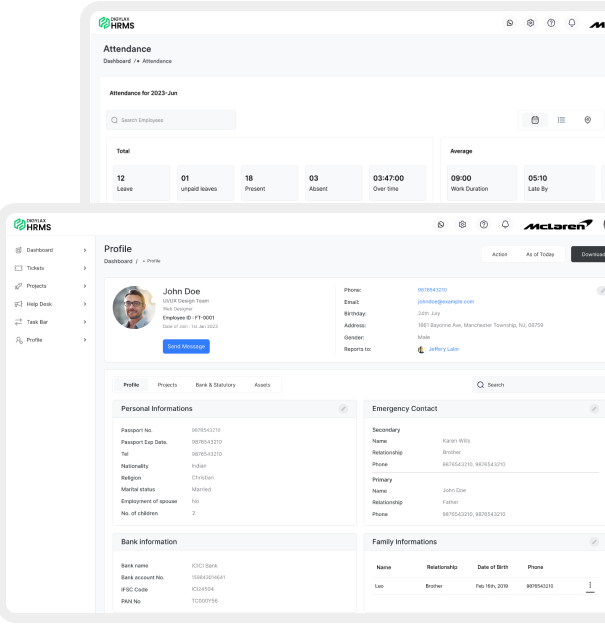 DIGYLAX
HRMS
Attendance
Dashboard / • Attendance
Attendance for 2023-Jun
Search Employees
Total
Average
12
Leave
01
unpaid leaves
18
Present
03
Absent
03:47:00
Over time
09:00
Work Duration
05:10
Late By
DIGYLAX
HRMS
McLaren
Dashboard
Tickets
Projects
Help Desk
Task Bar
Profile
Profile
Dashboard / • Profile
Action
As of Today
Download
John Doe
UI/UX Design Team
Web Designer
Employee ID : FT-0001
Date of Join : 1st Jan 2023
Send Message
Phone: 9876543210
Email: johndoe@example.com
Birthday: 24th July
Address: 1861 Bayonne Ave, Manchester Township, NJ, 08759
Gender: Male
Reports to: Jeffery Lalor
Profile
Projects
Bank & Statutory
Assets
Search
Personal Informations
Passport No. 9876543210
Passport Exp Date. 9876543210
Tel 9876543210
Nationality Indian
Religion Christian
Marital status Married
Employment of spouse No
No. of children 2
Emergency Contact
Secondary
Name Karen Wills
Relationship Brother
Phone 9876543210, 9876543210
Primary
Name John Doe
Relationship Father
Phone 9876543210, 9876543210
Bank information
Bank name ICICI Bank
Bank account No. 159843014641
IFSC Code ICI24504
PAN No TC000Y56
Family Informations
Name Relationship Date of Birth Phone
Leo Brother Feb 16th, 2019 9876543210